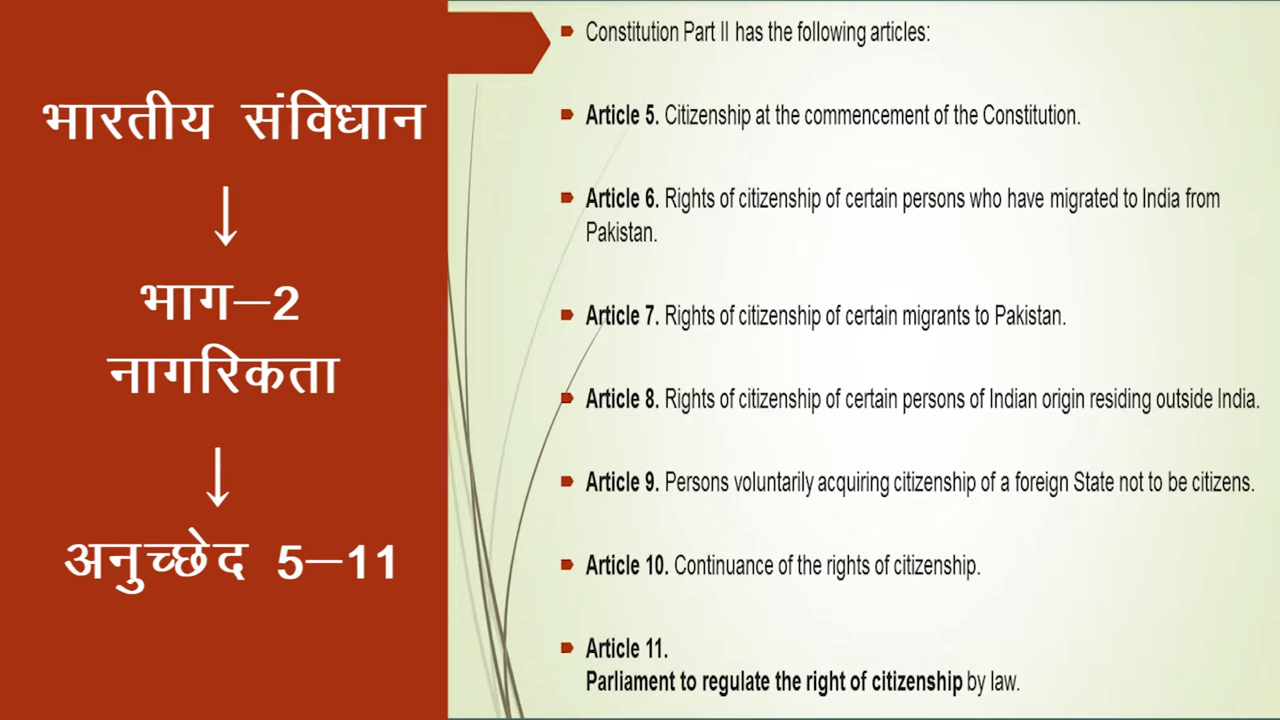 भारतीय संविधान
↓
भाग–2
नागरिकता
↓
अनुच्छेद 5–11
Constitution Part II has the following articles:
Article 5. Citizenship at the commencement of the Constitution.
Article 6. Rights of citizenship of certain persons who have migrated to India from
Pakistan.
Article 7. Rights of citizenship of certain migrants to Pakistan.
Article 8. Rights of citizenship of certain persons of Indian origin residing outside India.
Article 9. Persons voluntarily acquiring citizenship of a foreign State not to be citizens.
Article 10. Continuance of the rights of citizenship.
Article 11.
Parliament to regulate the right of citizenship by law.